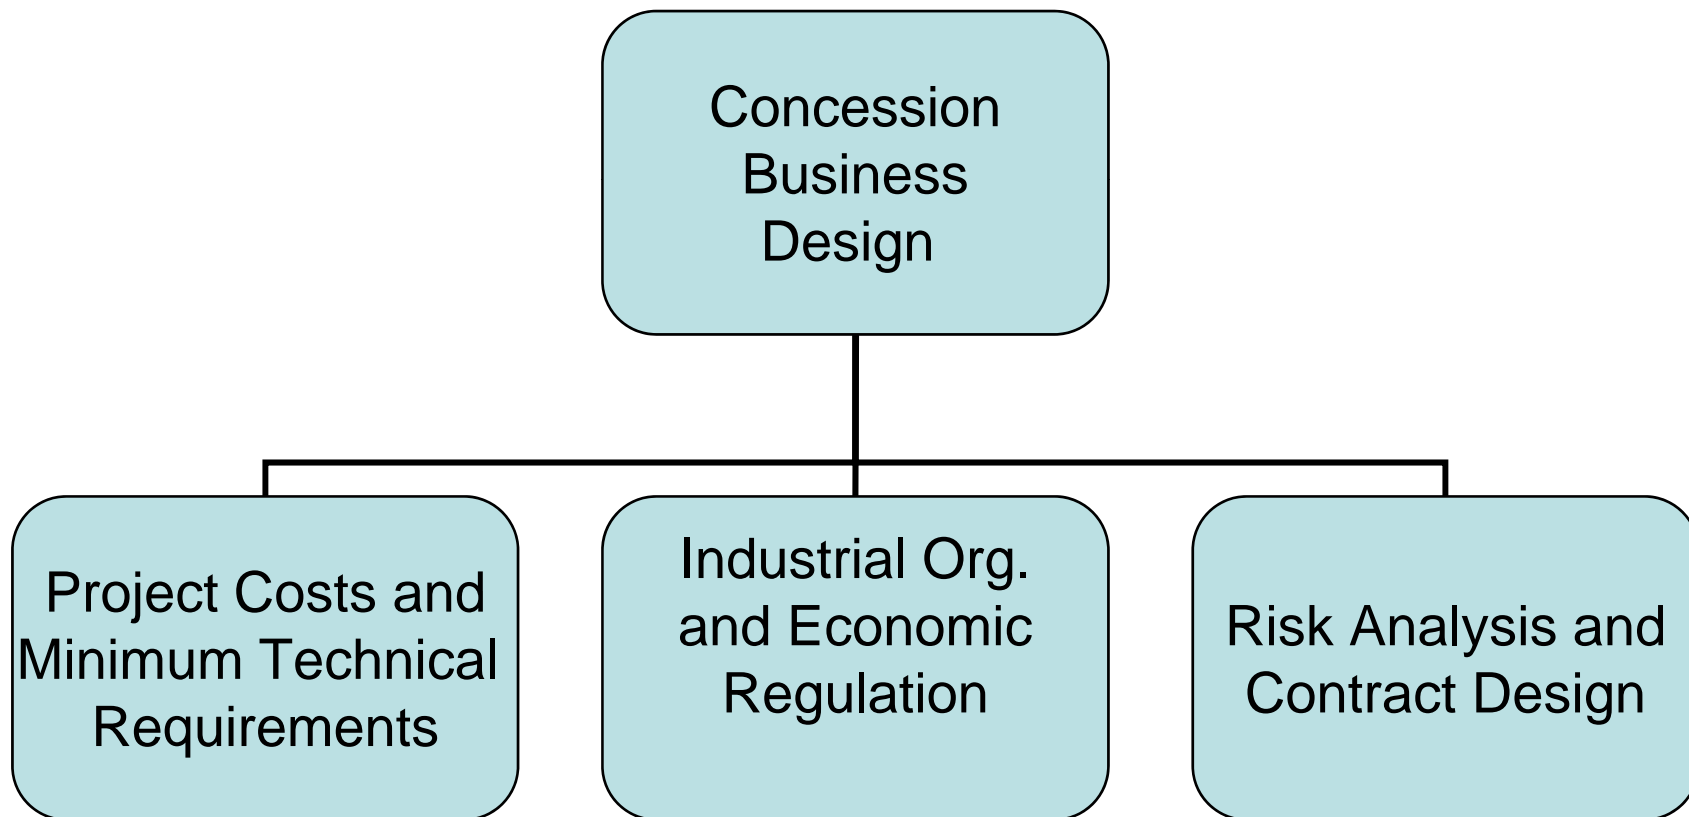 Concession
Business
Design
Project Costs and
Minimum Technical
Requirements
Industrial Org.
and Economic
Regulation
Risk Analysis and
Contract Design